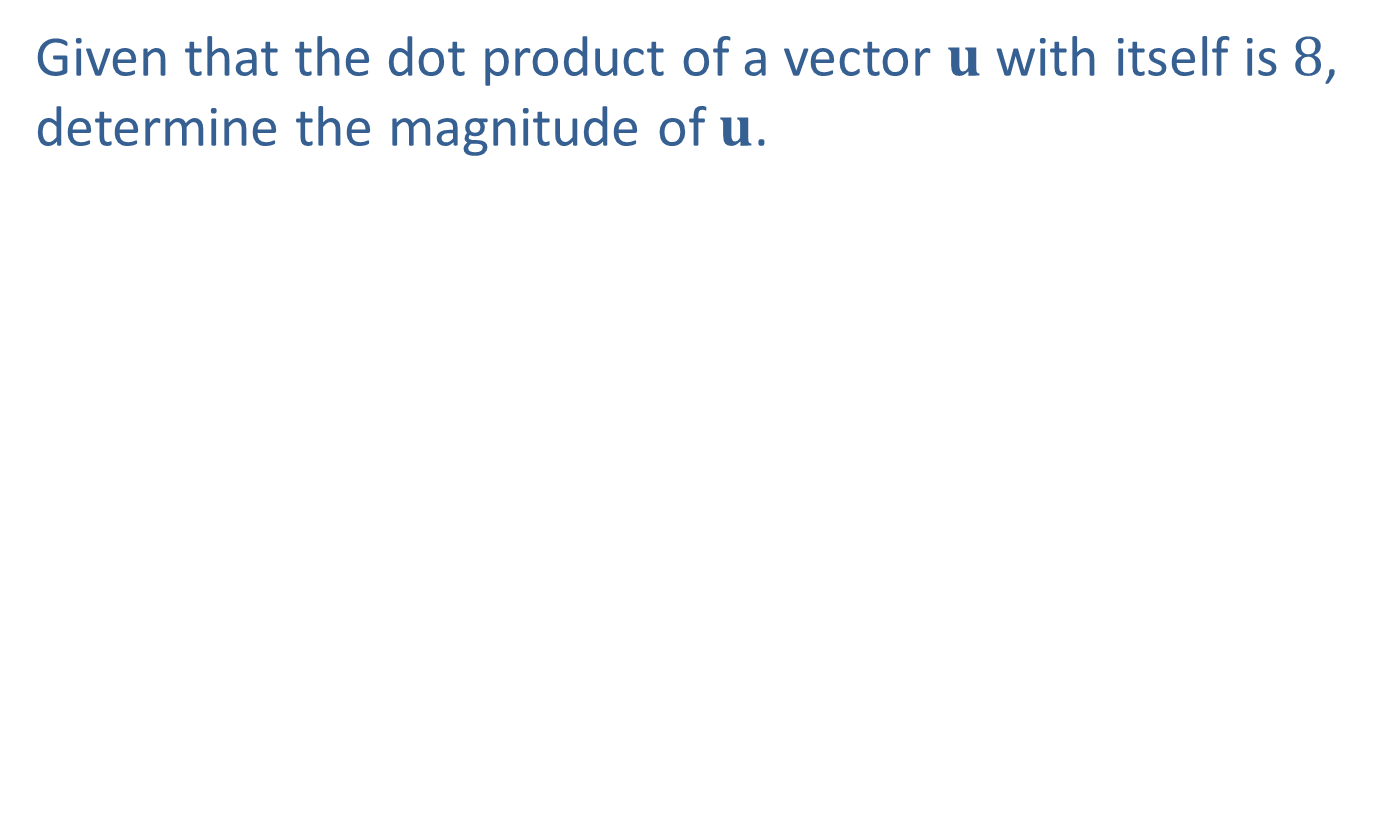 Given that the dot product of a vector u with itself is 8,
determine the magnitude of u.